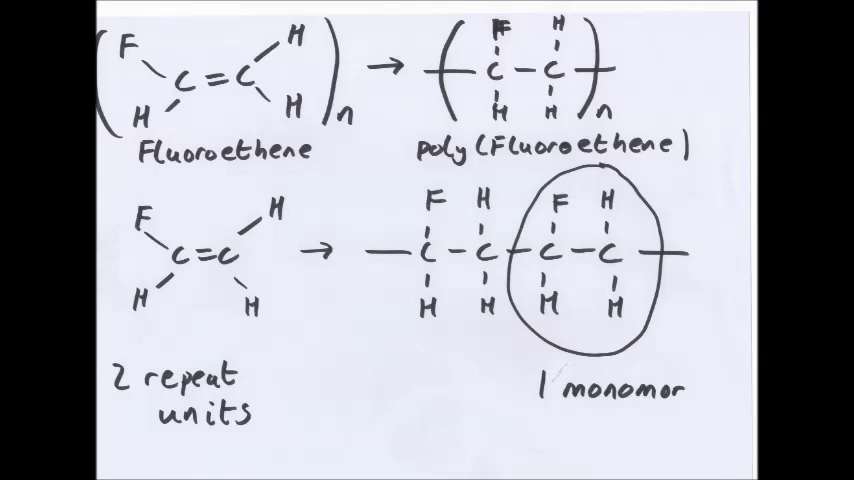 ( F H C = C H H )n → ( F H C – C H H )n
Fluoroethene poly(Fluoroethene)
F H F H F H
C = C → — C – C – C – C —
H H H H H H
2 repeat 1 monomor
units